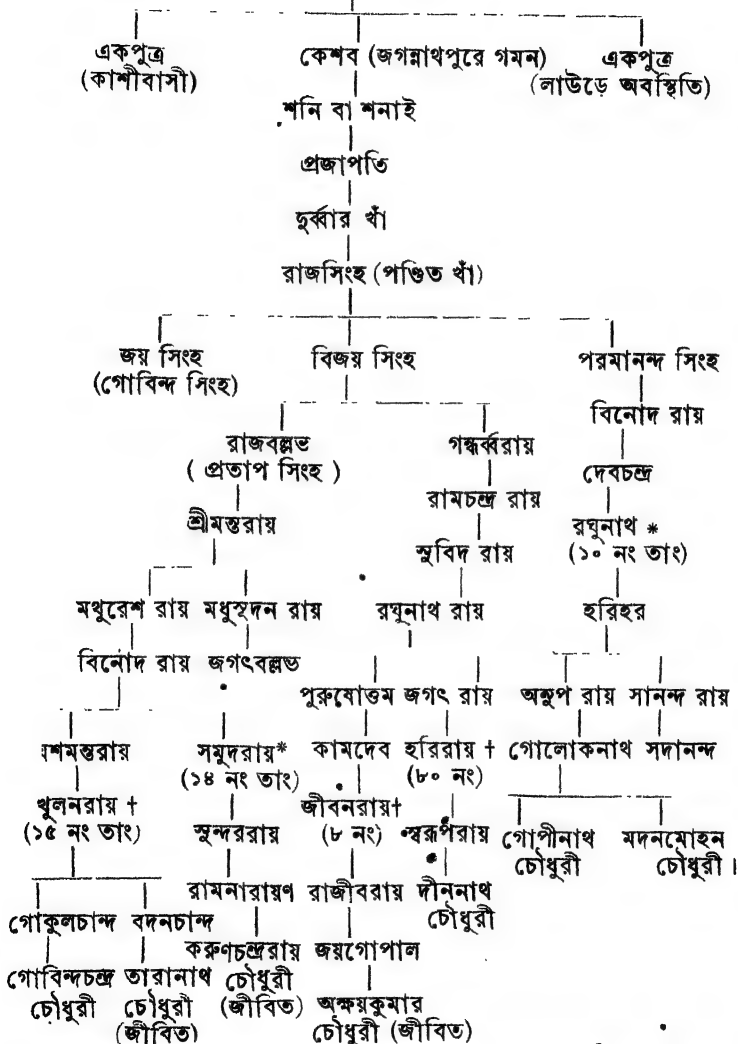 একপুত্র কেশব (জগন্নাথপুরে গমন) একপুত্র
(কাশীবাসী) (লাউড়ে অবস্থিতি)
শনি বা শনাই
প্রজাপতি
দুর্ব্বার খাঁ
রাজসিংহ (পণ্ডিত খাঁ)
জয় সিংহ বিজয় সিংহ পরমানন্দ সিংহ
(গোবিন্দ সিংহ)
বিনোদ রায়
রাজবল্লভ গন্ধর্ব্বরায়
( প্রতাপ সিংহ ) দেবচন্দ্র
রামচন্দ্র রায়
শ্রীমন্তরায় রঘুনাথ *
সুবিদ রায় (১০ নং তাং)
মথুরেশ রায় মধুসূদন রায় রঘুনাথ রায় হরিহর
বিনোদ রায় জগৎবল্লভ
পুরুষোত্তম জগৎ রায় অনুপ রায় সানন্দ রায়
যশমন্তরায় সমুদরায়* কামদেব হরিরায় † গোলোকনাথ সদানন্দ
(১৪ নং তাং) (৮০ নং)
খুলনরায় † জীবনরায়†
(১৫ নং তাং) সুন্দররায় (৮ নং) স্বরূপরায় গোপীনাথ মদনমোহন
চৌধুরী চৌধুরী।
রামনারায়ণ রাজীবরায় দীননাথ
চৌধুরী
গোকুলচান্দ বদনচান্দ
করুণচন্দ্ররায় জয়গোপাল
গোবিন্দচন্দ্র তারানাথ চৌধুরী
চৌধুরী চৌধুরী (জীবিত) অক্ষয়কুমার
(জীবিত) চৌধুরী (জীবিত)